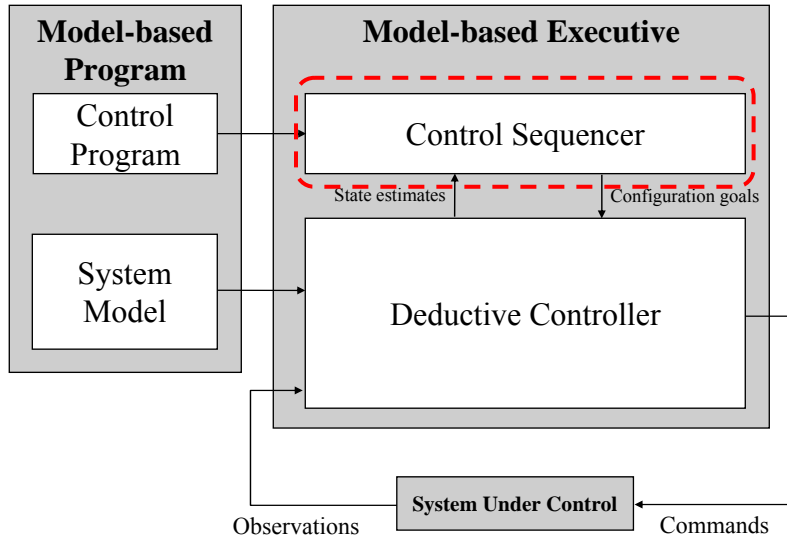 Model-based
Program
Control
Program
System
Model
Model-based Executive
Control Sequencer
State estimates
Configuration goals
Deductive Controller
System Under Control
Observations
Commands